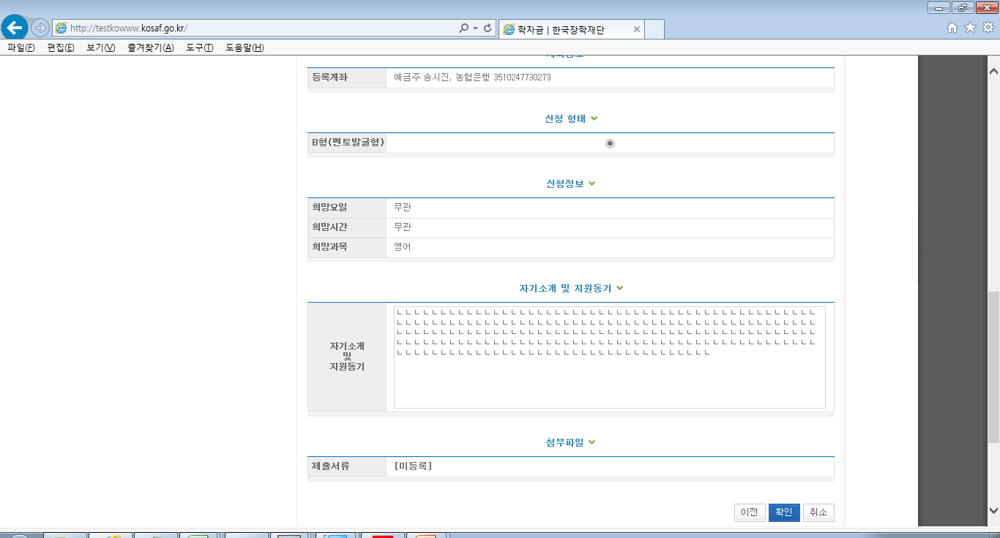 http://testkowww.kosaf.go.kr/
학자금 | 한국장학재단
파일(F) 편집(E) 보기(V) 즐겨찾기(A) 도구(T) 도움말(H)
등록계좌 예금주 송시진, 농협은행 3510247730273
신청 형태
B형(멘토발굴형)
신청정보
희망요일 무관
희망시간 무관
희망과목 영어
자기소개 및 지원동기
자기소개
및
지원동기
ㄴㄴㄴㄴㄴㄴㄴㄴㄴㄴㄴㄴㄴㄴㄴㄴㄴㄴㄴㄴㄴㄴㄴㄴㄴㄴㄴㄴㄴㄴㄴㄴㄴㄴㄴㄴㄴㄴㄴㄴㄴㄴㄴㄴㄴㄴㄴㄴ
ㄴㄴㄴㄴㄴㄴㄴㄴㄴㄴㄴㄴㄴㄴㄴㄴㄴㄴㄴㄴㄴㄴㄴㄴㄴㄴㄴㄴㄴㄴㄴㄴㄴㄴㄴㄴㄴㄴㄴㄴㄴㄴㄴㄴㄴㄴㄴㄴ
ㄴㄴㄴㄴㄴㄴㄴㄴㄴㄴㄴㄴㄴㄴㄴㄴㄴㄴㄴㄴㄴㄴㄴㄴㄴㄴㄴㄴㄴㄴㄴㄴㄴㄴㄴㄴㄴㄴㄴㄴㄴㄴㄴㄴㄴㄴㄴㄴ
ㄴㄴㄴㄴㄴㄴㄴㄴㄴㄴㄴㄴㄴㄴㄴㄴㄴㄴㄴㄴㄴㄴㄴㄴㄴㄴㄴㄴㄴㄴㄴㄴㄴㄴㄴㄴㄴㄴㄴㄴㄴㄴㄴㄴㄴㄴㄴㄴ
ㄴㄴㄴㄴㄴㄴㄴㄴㄴㄴㄴㄴㄴㄴㄴㄴㄴㄴㄴㄴㄴㄴㄴㄴㄴㄴㄴㄴㄴㄴㄴㄴㄴㄴㄴㄴ
첨부파일
제출서류 [미등록]
이전 확인 취소